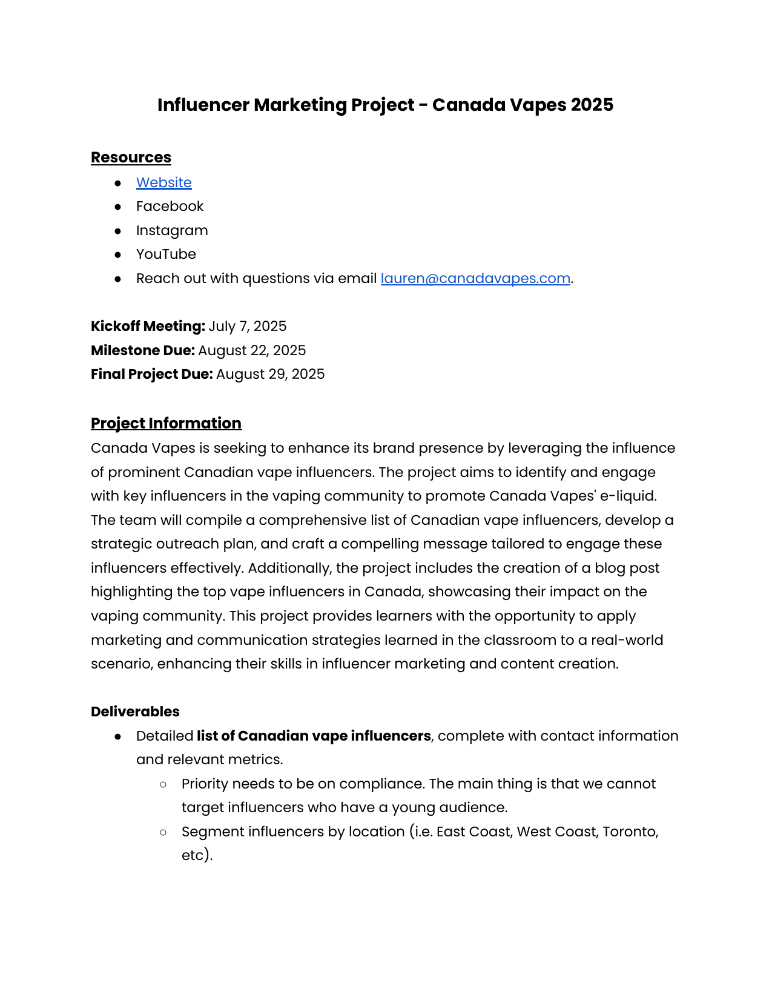 Influencer Marketing Project - Canada Vapes 2025
Resources
● Website
● Facebook
● Instagram
● YouTube
● Reach out with questions via email lauren@canadavapes.com.
Kickoff Meeting: July 7, 2025
Milestone Due: August 22, 2025
Final Project Due: August 29, 2025
Project Information
Canada Vapes is seeking to enhance its brand presence by leveraging the influence
of prominent Canadian vape influencers. The project aims to identify and engage
with key influencers in the vaping community to promote Canada Vapes' e-liquid.
The team will compile a comprehensive list of Canadian vape influencers, develop a
strategic outreach plan, and craft a compelling message tailored to engage these
influencers effectively. Additionally, the project includes the creation of a blog post
highlighting the top vape influencers in Canada, showcasing their impact on the
vaping community. This project provides learners with the opportunity to apply
marketing and communication strategies learned in the classroom to a real-world
scenario, enhancing their skills in influencer marketing and content creation.
Deliverables
● Detailed list of Canadian vape influencers, complete with contact information
and relevant metrics.
○ Priority needs to be on compliance. The main thing is that we cannot
target influencers who have a young audience.
○ Segment influencers by location (i.e. East Coast, West Coast, Toronto,
etc).